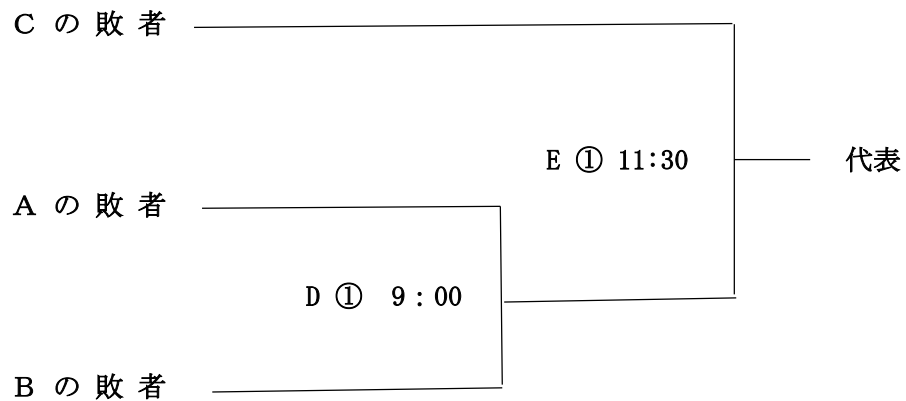 C の 敗 者
E ① 11:30
代表
A の 敗 者
D ① 9：00
B の 敗 者